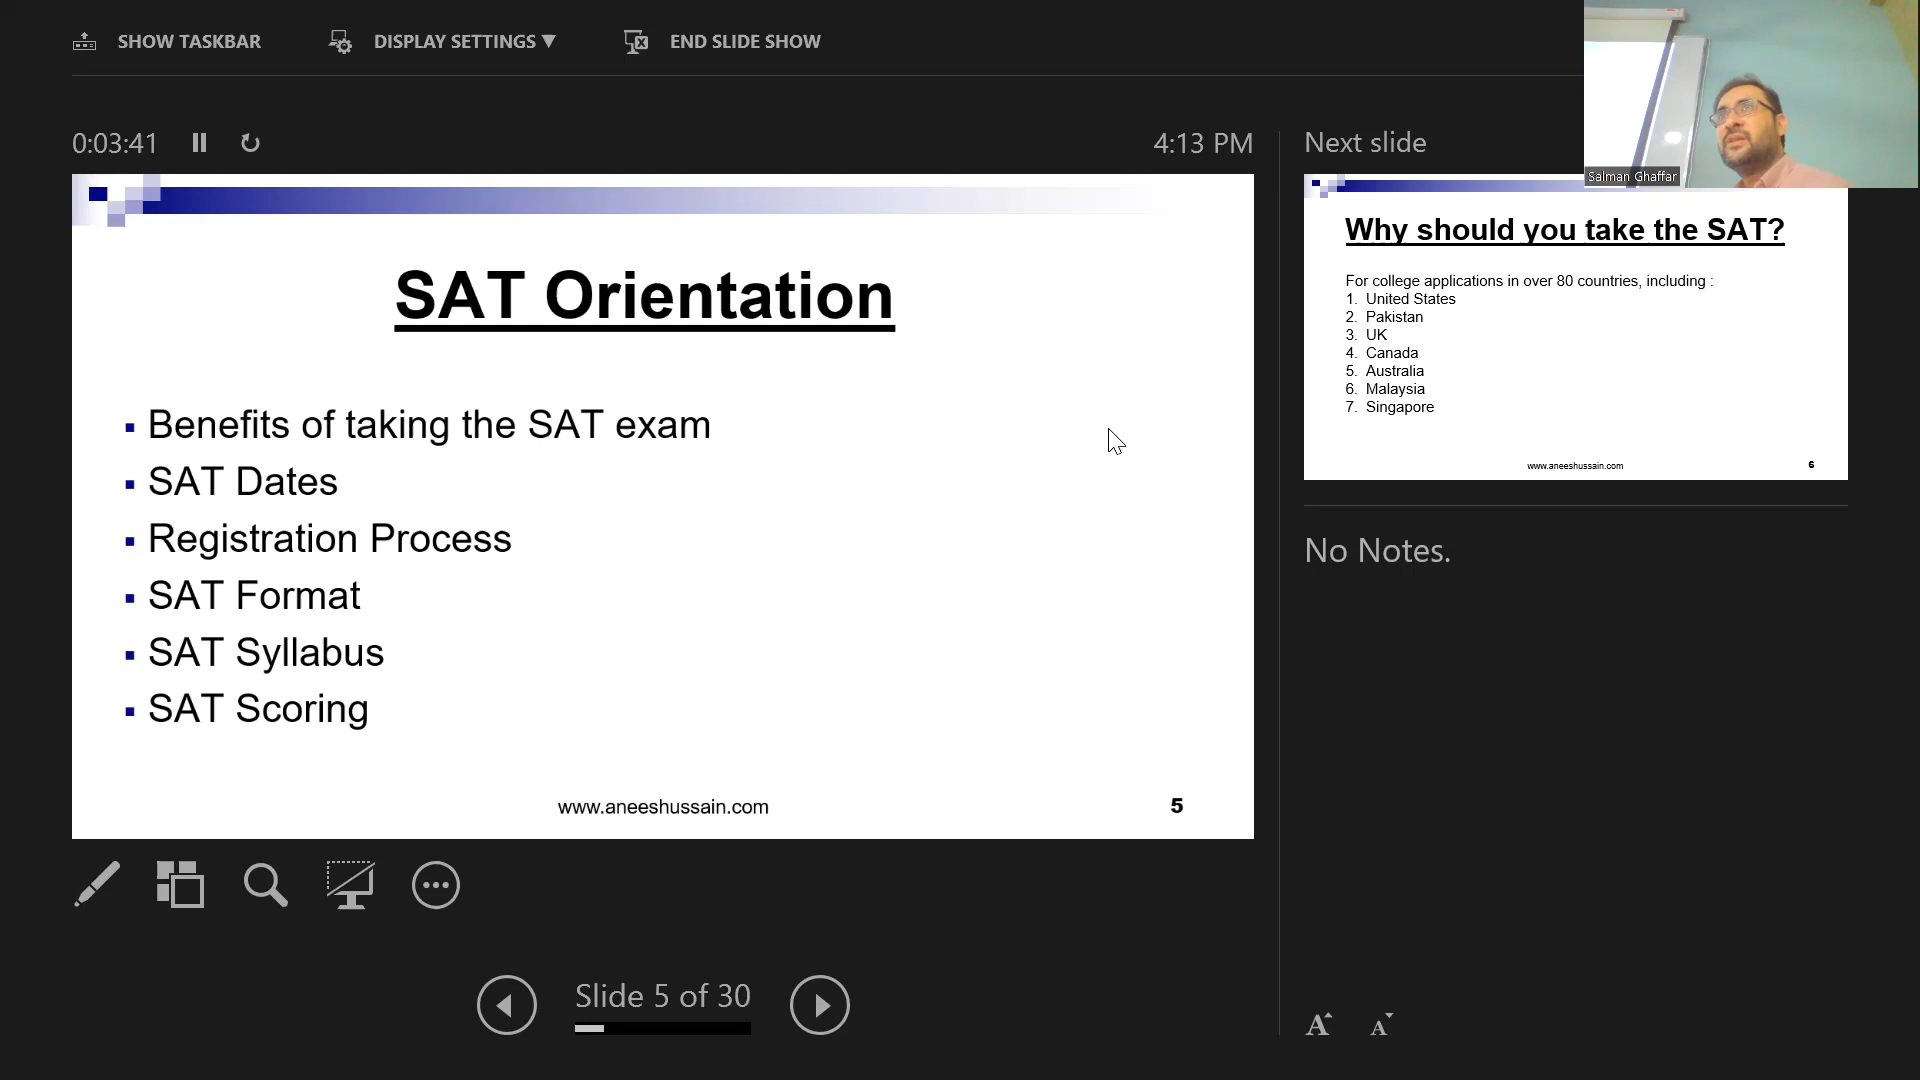 SHOW TASKBAR
DISPLAY SETTINGS ▼
END SLIDE SHOW
0:03:41
4:13 PM
SAT Orientation
▪ Benefits of taking the SAT exam
▪ SAT Dates
▪ Registration Process
▪ SAT Format
▪ SAT Syllabus
▪ SAT Scoring
www.aneeshussain.com
5
Slide 5 of 30
Next slide
Salman Ghaffar
Why should you take the SAT?
For college applications in over 80 countries, including :
1. United States
2. Pakistan
3. UK
4. Canada
5. Australia
6. Malaysia
7. Singapore
www.aneeshussain.com
6
No Notes.
A A